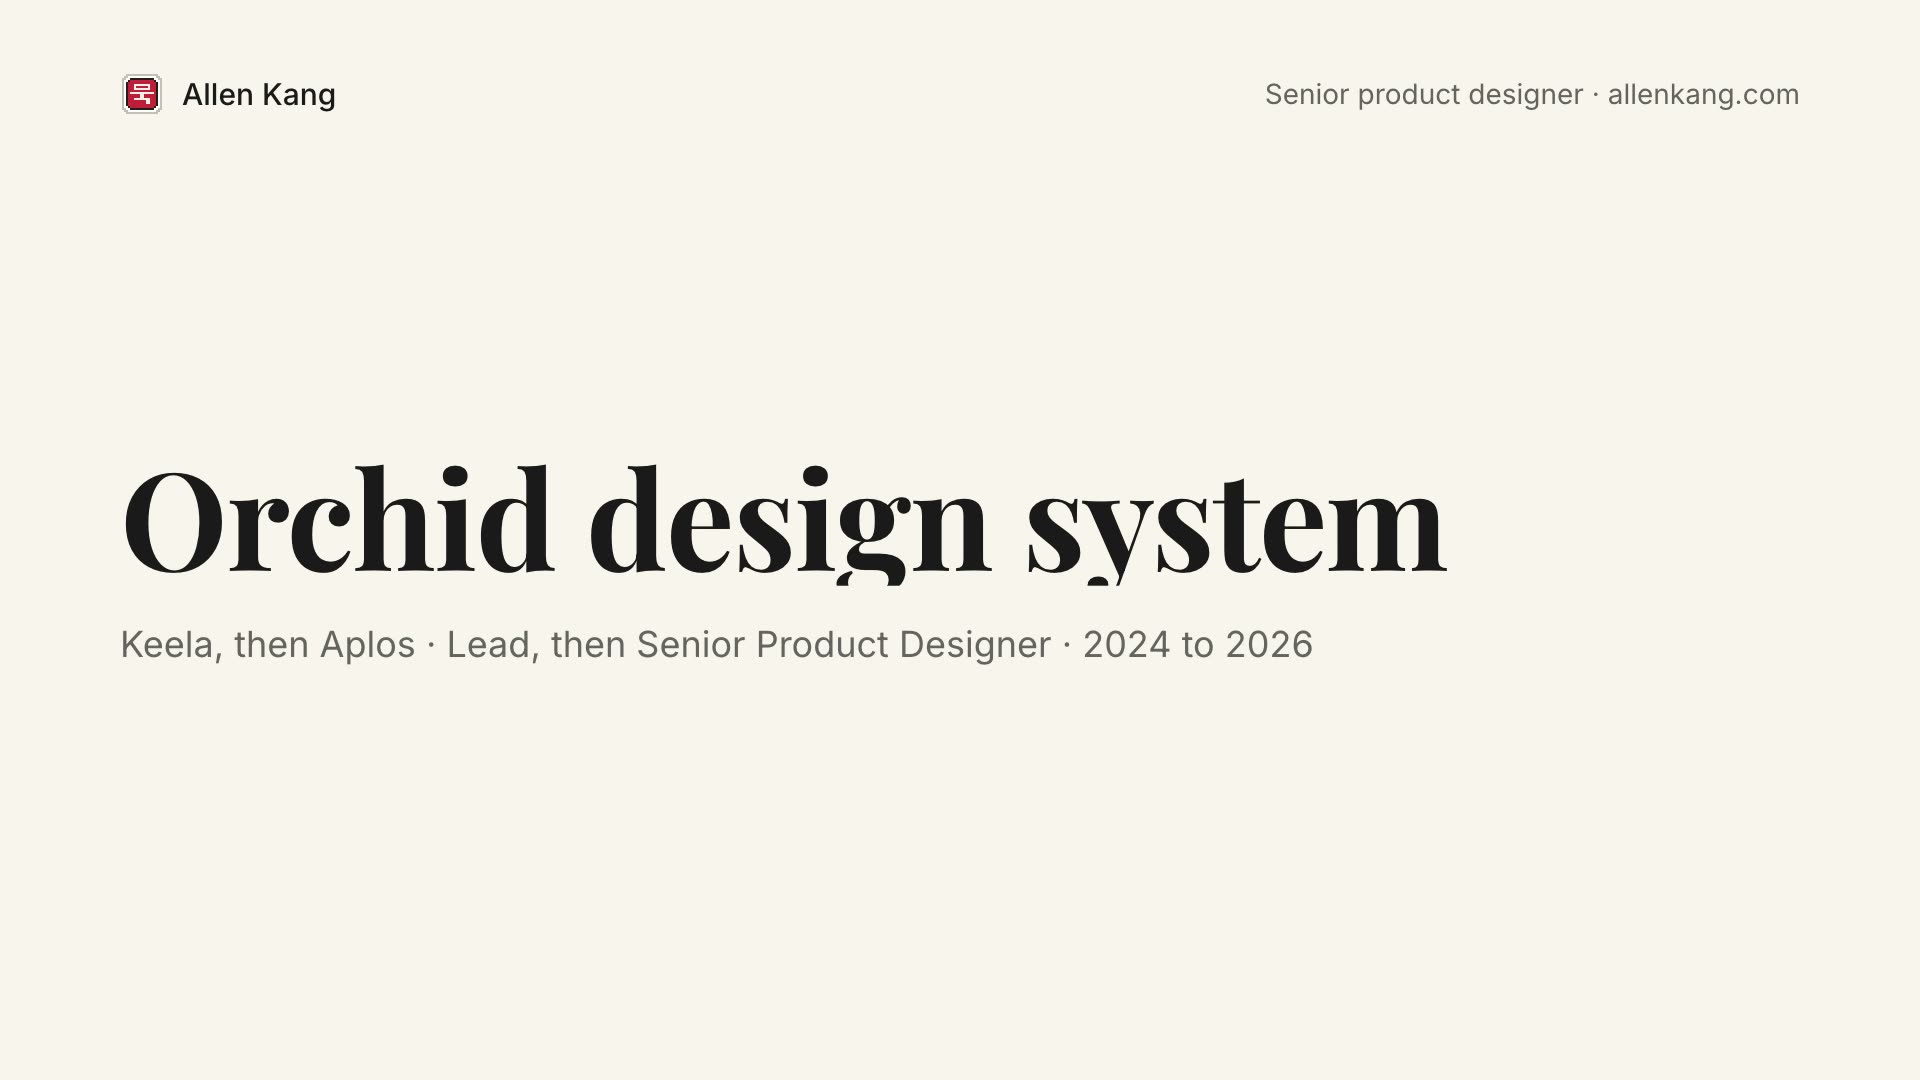 묵
Allen Kang
Senior product designer · allenkang.com
Orchid design system
Keela, then Aplos · Lead, then Senior Product Designer · 2024 to 2026